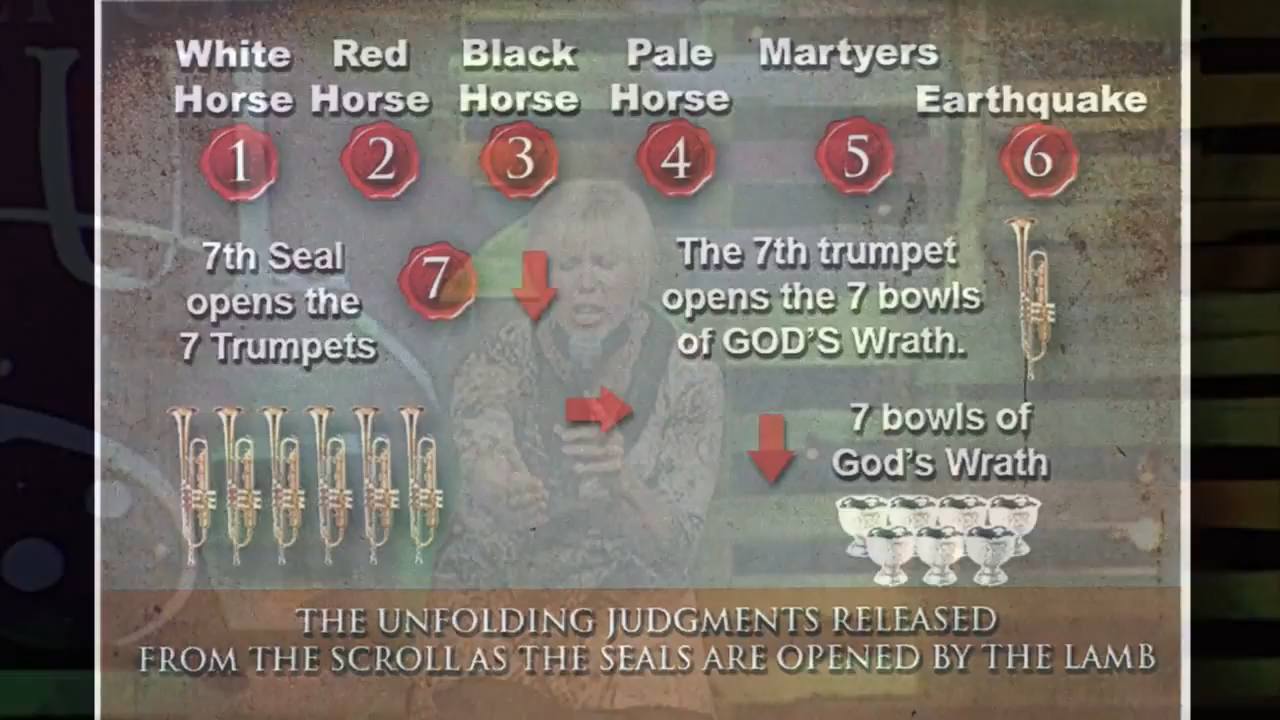 White Red Black Pale Martyers
Horse Horse Horse Horse Earthquake
1 2 3 4 5 6
7th Seal
opens the
7 Trumpets
7
The 7th trumpet
opens the 7 bowls
of GOD'S Wrath.
7 bowls of
God's Wrath
THE UNFOLDING JUDGMENTS RELEASED
FROM THE SCROLL AS THE SEALS ARE OPENED BY THE LAMB